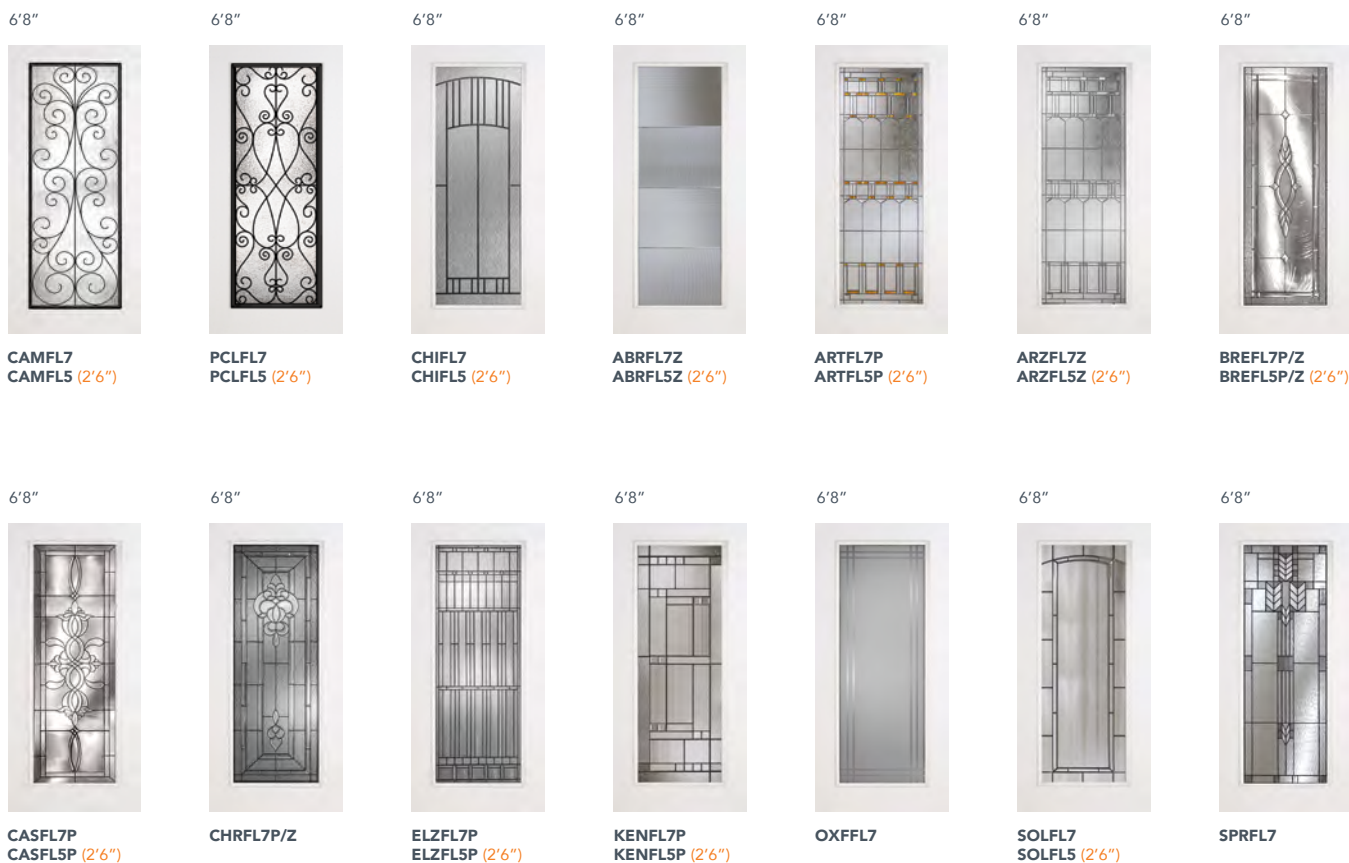 6'8"
6'8"
6'8"
6'8"
6'8"
6'8"
6'8"
CAMFL7
CAMFL5 (2'6")
PCLFL7
PCLFL5 (2'6")
CHIFL7
CHIFL5 (2'6")
ABRFL7Z
ABRFL5Z (2'6")
ARTFL7P
ARTFL5P (2'6")
ARZFL7Z
ARZFL5Z (2'6")
BREFL7P/Z
BREFL5P/Z (2'6")
6'8"
6'8"
6'8"
6'8"
6'8"
6'8"
6'8"
CASFL7P
CASFL5P (2'6")
CHRFL7P/Z
ELZFL7P
ELZFL5P (2'6")
KENFL7P
KENFL5P (2'6")
OXFFL7
SOLFL7
SOLFL5 (2'6")
SPRFL7